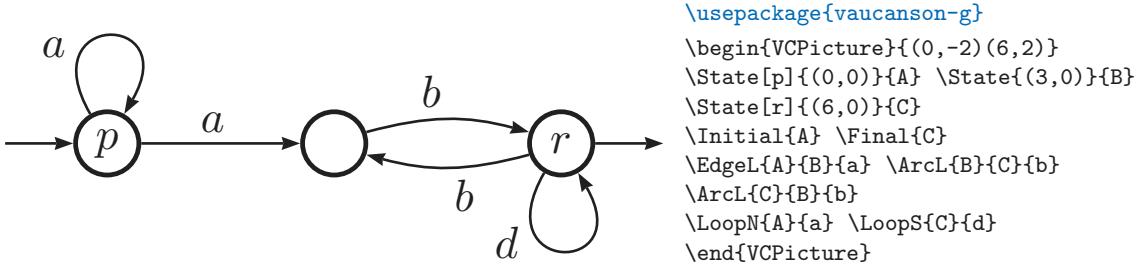 a
p
a
b
b
r
d
\usepackage{vaucanson-g}
\begin{VCPicture}{(0,-2)(6,2)}
\State[p]{(0,0)}{A} \State{(3,0)}{B}
\State[r]{(6,0)}{C}
\Initial{A} \Final{C}
\EdgeL{A}{B}{a} \ArcL{B}{C}{b}
\ArcL{C}{B}{b}
\LoopN{A}{a} \LoopS{C}{d}
\end{VCPicture}